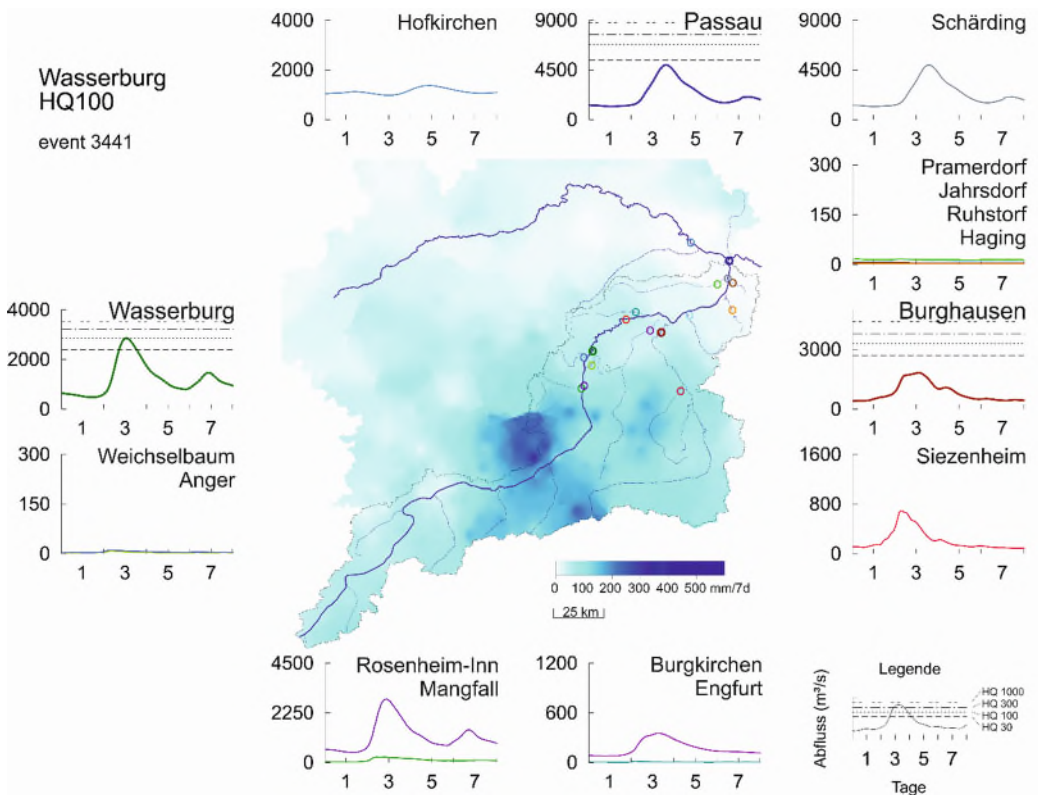 Wasserburg
HQ100
event 3441
Hofkirchen
4000
2000
0
1 3 5 7
Passau
9000
4500
0
1 3 5 7
Schärding
9000
4500
0
1 3 5 7
Pramerdorf
Jahrsdorf
Ruhstorf
Haging
300
150
0
1 3 5 7
Wasserburg
4000
2000
0
1 3 5 7
Burghausen
3000
0
1 3 5 7
Weichselbaum
Anger
300
150
0
1 3 5 7
Siezenheim
1600
800
0
1 3 5 7
0 100 200 300 400 500 mm/7d
25 km
Rosenheim-Inn
Mangfall
4500
2250
0
1 3 5 7
Burgkirchen
Engfurt
1200
600
0
1 3 5 7
Legende
Abfluss (m³/s)
HQ 1000
HQ 300
HQ 100
HQ 30
1 3 5 7
Tage